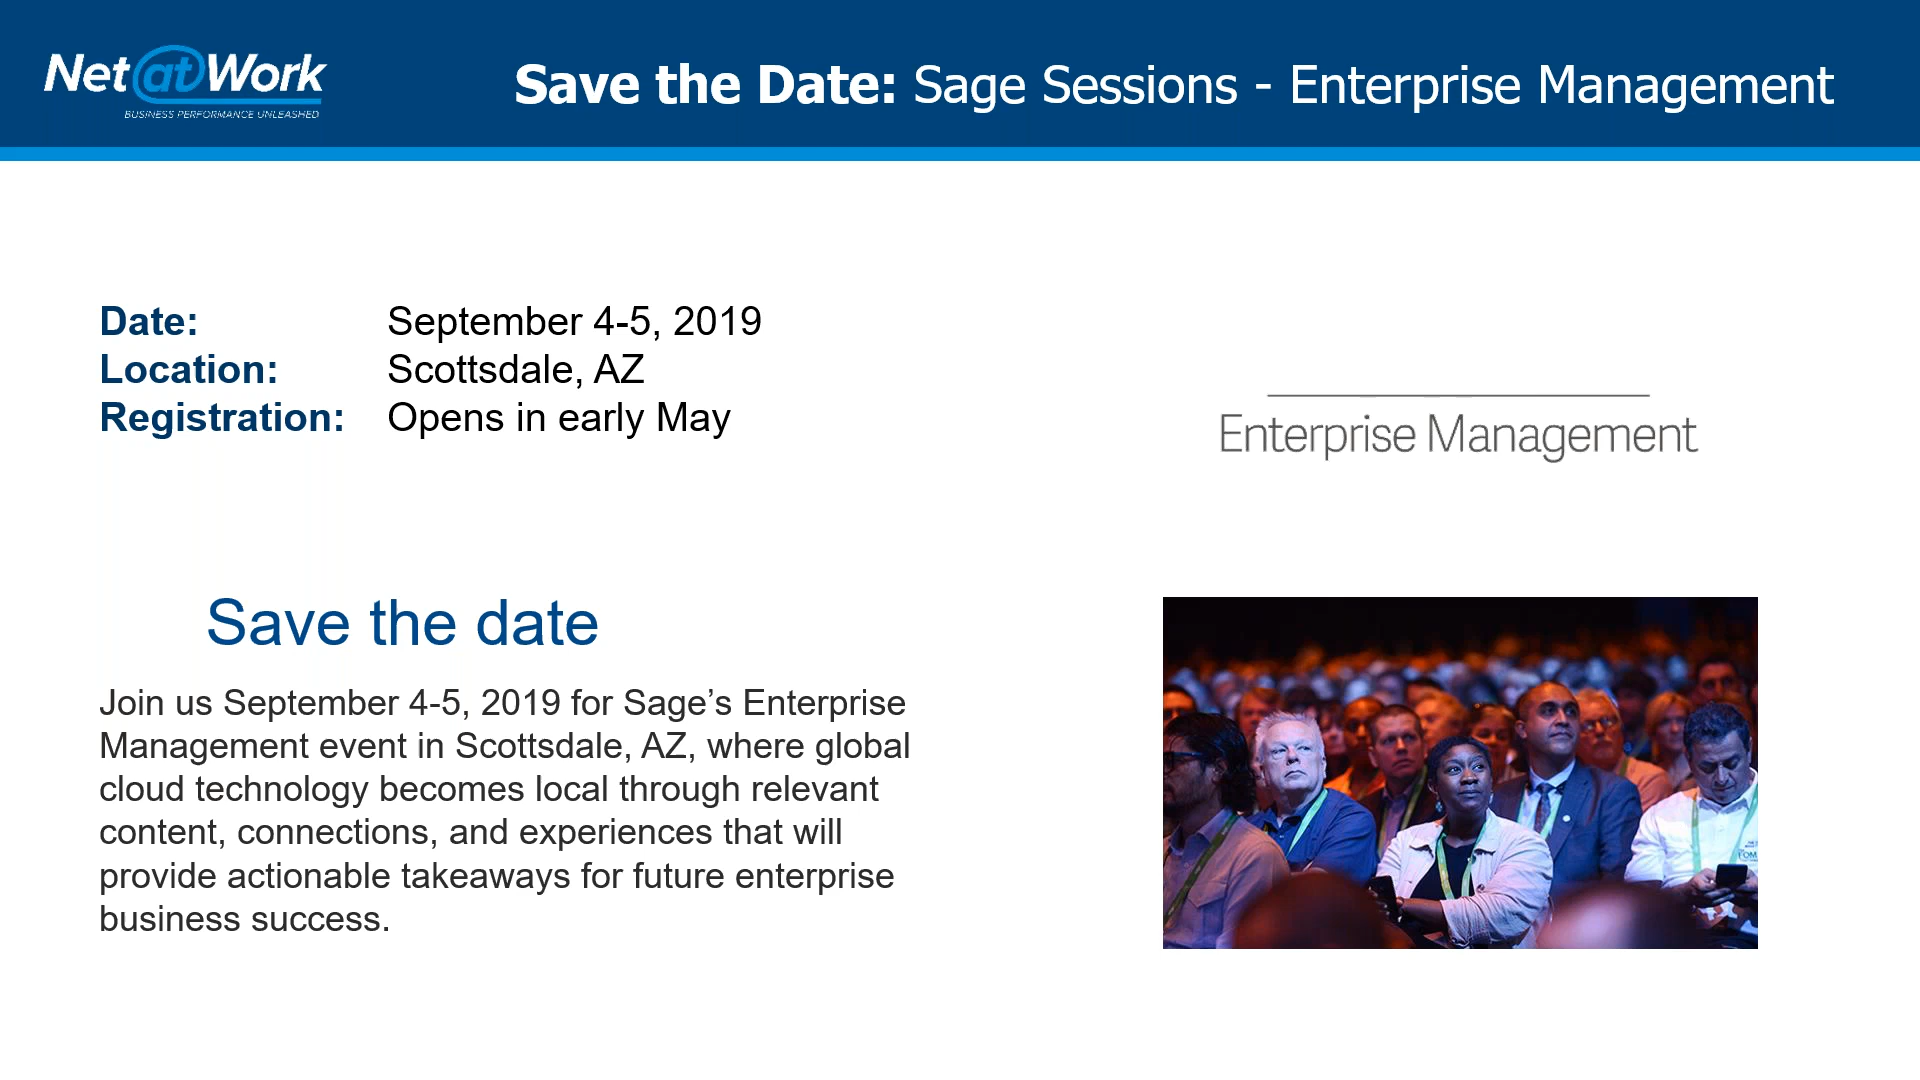 Net at Work
BUSINESS PERFORMANCE UNLEASHED
Save the Date: Sage Sessions - Enterprise Management
Date: September 4-5, 2019
Location: Scottsdale, AZ
Registration: Opens in early May
Enterprise Management
Save the date
Join us September 4-5, 2019 for Sage’s Enterprise
Management event in Scottsdale, AZ, where global
cloud technology becomes local through relevant
content, connections, and experiences that will
provide actionable takeaways for future enterprise
business success.